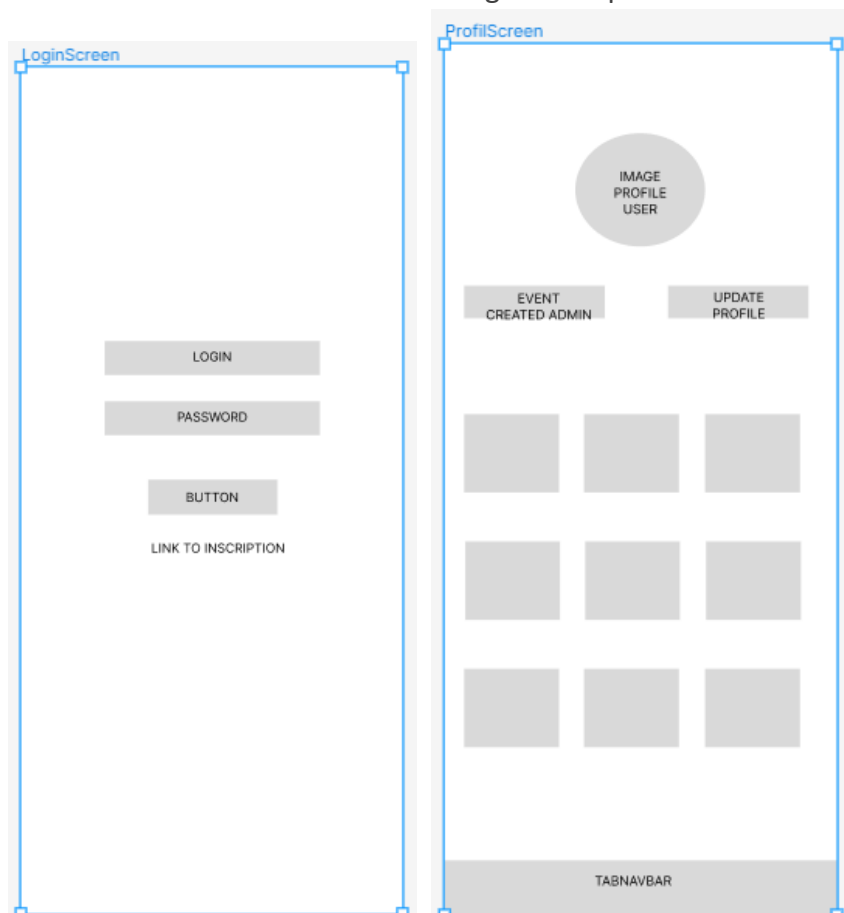 ProfilScreen
LoginScreen
IMAGE
PROFILE
USER
EVENT
CREATED ADMIN
UPDATE
PROFILE
LOGIN
PASSWORD
BUTTON
LINK TO INSCRIPTION
TABNAVBAR